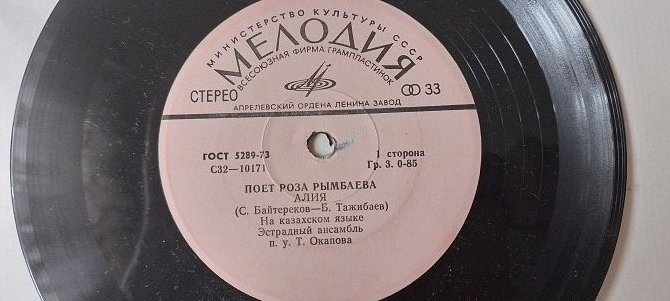 МИНИСТЕРСТВО КУЛЬТУРЫ СССР
МЕЛОДИЯ
ВСЕСОЮЗНАЯ ФИРМА ГРАМПЛАСТИНОК
СТЕРЕО
33
АПРЕЛЕВСКИЙ ОРДЕНА ЛЕНИНА ЗАВОД
ГОСТ 5289-73
1 сторона
С32—10171
Гр. 3. 0-85
ПОЕТ РОЗА РЫМБАЕВА
АЛИЯ
(С. Байтереков—Б. Тажибаев)
На казахском языке
Эстрадный ансамбль
п. у. Т. Окапова